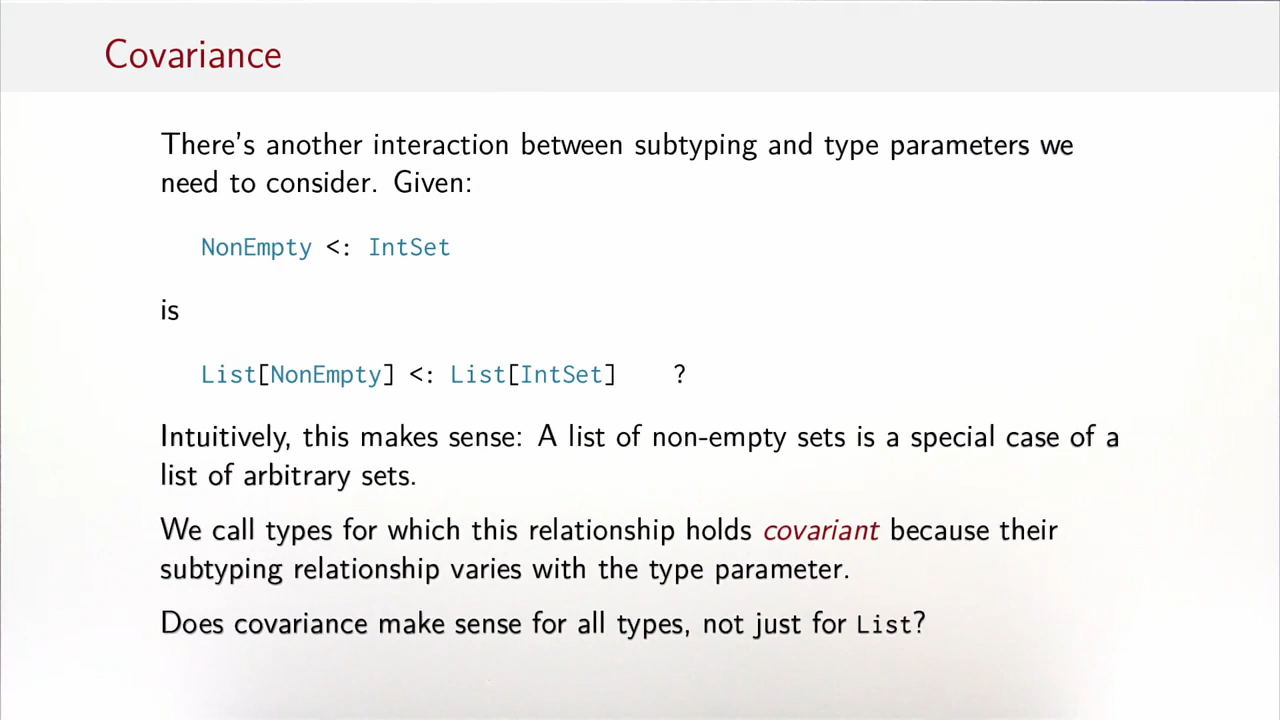 Covariance
There's another interaction between subtyping and type parameters we
need to consider. Given:
NonEmpty <: IntSet
is
List[NonEmpty] <: List[IntSet] ?
Intuitively, this makes sense: A list of non-empty sets is a special case of a
list of arbitrary sets.
We call types for which this relationship holds covariant because their
subtyping relationship varies with the type parameter.
Does covariance make sense for all types, not just for List?